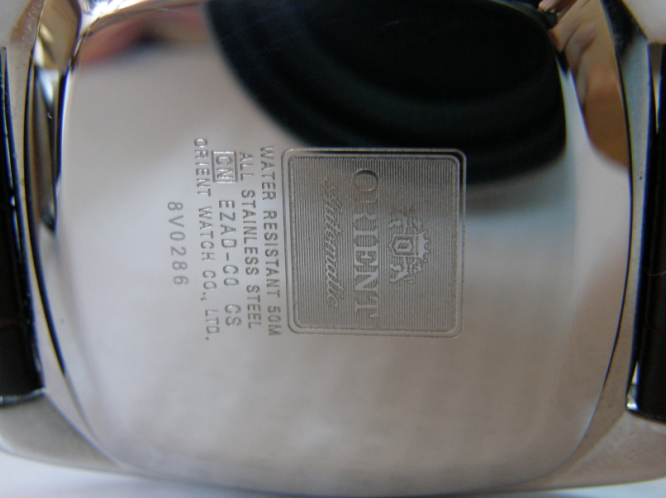 ORIENT
Automatic
WATER RESISTANT 50M
ALL STAINLESS STEEL
CN EZAD-C0 CS
ORIENT WATCH CO., LTD.
8V0286